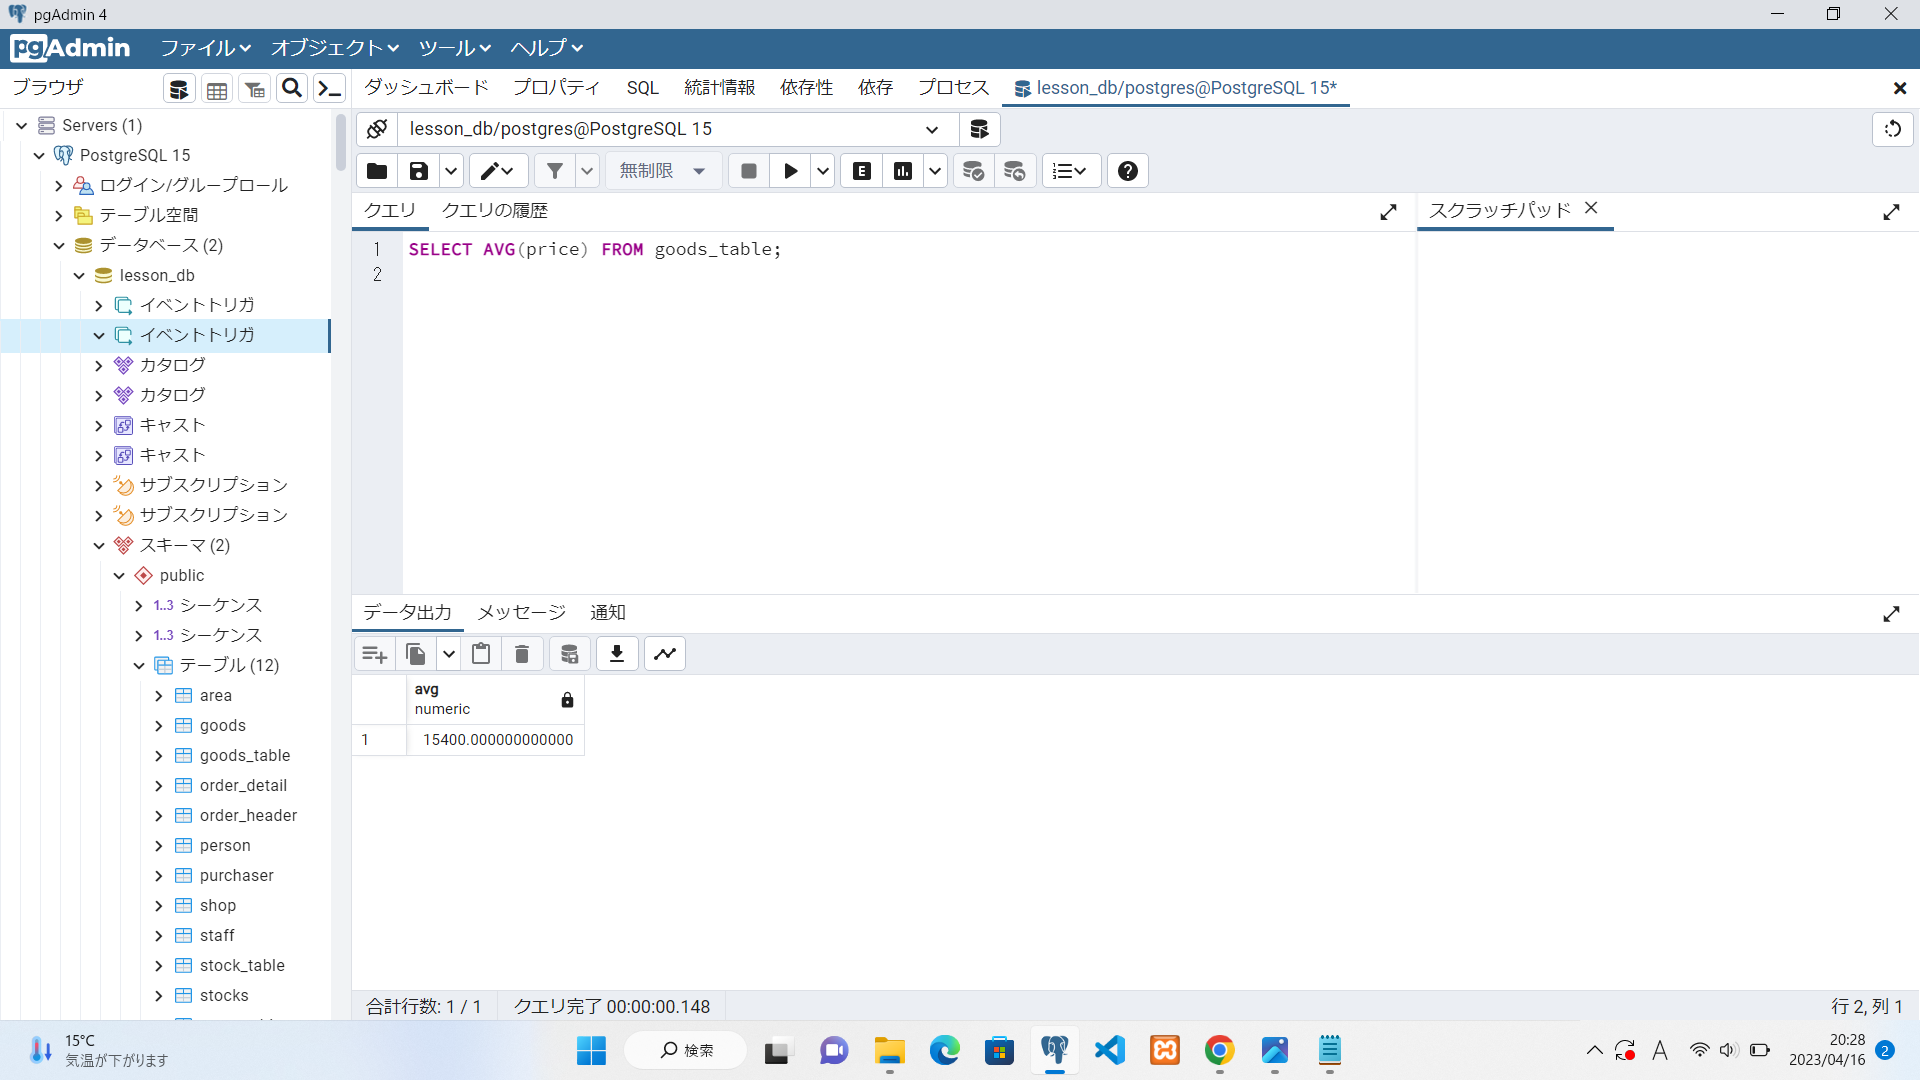 pgAdmin 4
pgAdmin ファイル オブジェクト ツール ヘルプ
ブラウザ
ダッシュボード プロパティ SQL 統計情報 依存性 依存 プロセス lesson_db/postgres@PostgreSQL 15*
Servers (1)
PostgreSQL 15
ログイン/グループロール
テーブル空間
データベース (2)
lesson_db
イベントトリガ
イベントトリガ
カタログ
カタログ
キャスト
キャスト
サブスクリプション
サブスクリプション
スキーマ (2)
public
1..3 シーケンス
1..3 シーケンス
テーブル (12)
area
goods
goods_table
order_detail
order_header
person
purchaser
shop
staff
stock_table
stocks
lesson_db/postgres@PostgreSQL 15
無制限
E
クエリ クエリの履歴
スクラッチパッド
1 SELECT AVG(price) FROM goods_table;
2
データ出力 メッセージ 通知
avg
numeric
1 15400.000000000000
合計行数: 1 / 1 クエリ完了 00:00:00.148
行 2, 列 1
15°C
気温が下がります
検索
A
20:28
2023/04/16
2